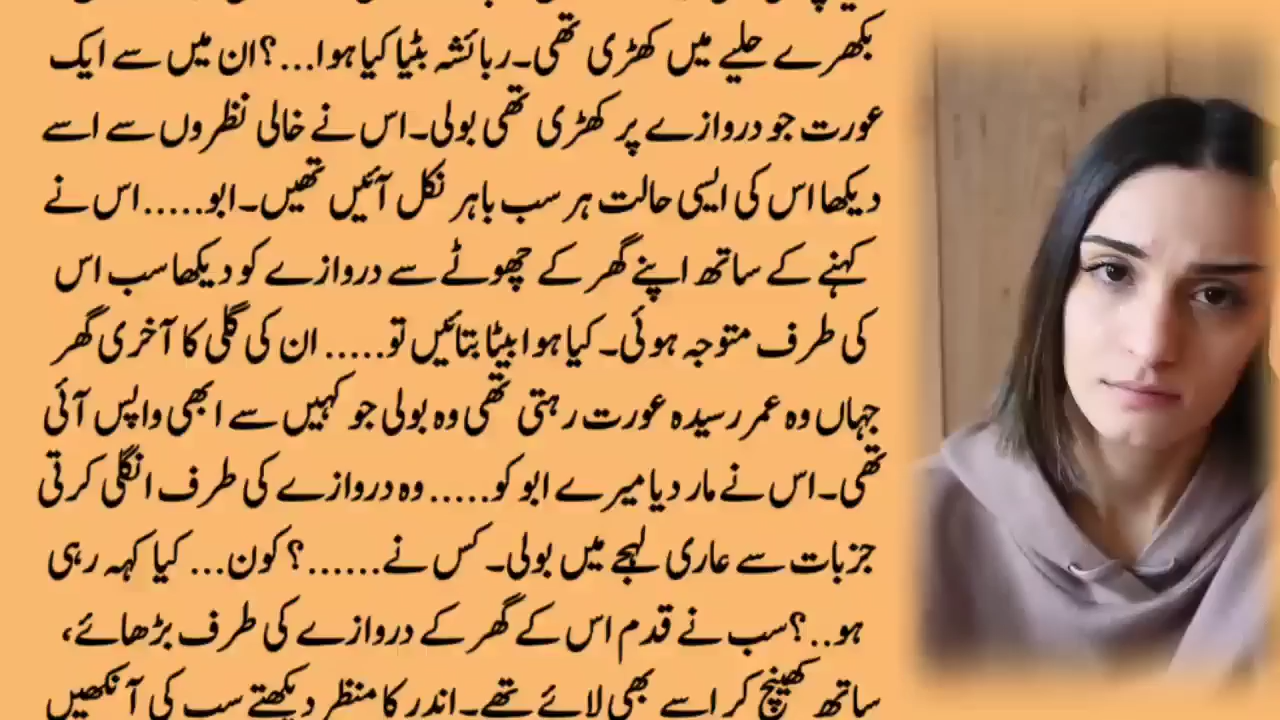 بکھرے حلیے میں کھڑی تھی۔ربائشہ بٹیا کیا ہوا...؟ان میں سے ایک
عورت جو دروازے پر کھڑی تھی بولی۔اس نے خالی نظروں سے اسے
دیکھا اس کی ایسی حالت ہر سب باہر نکل آئیں تھیں۔ابو.....اس نے
کہنے کے ساتھ اپنے گھر کے چھوٹے سے دروازے کو دیکھا سب اس
کی طرف متوجہ ہوئی۔کیا ہوا بیٹا بتائیں تو.....ان کی گلی کا آخری گھر
جہاں وہ عمر رسیدہ عورت رہتی تھی وہ بولی جو کہیں سے ابھی واپس آئی
تھی۔اس نے مار دیا میرے ابو کو.....وہ دروازے کی طرف انگلی کرتی
جزبات سے عاری لہجے میں بولی۔کس نے......؟کون...کیا کہہ رہی
ہو..؟سب نے قدم اس کے گھر کے دروازے کی طرف بڑھائے،
ساتھ کھینچ کر اسے بھی لائے تھے۔اندر کا منظر دیکھتے سب کی آنکھیں